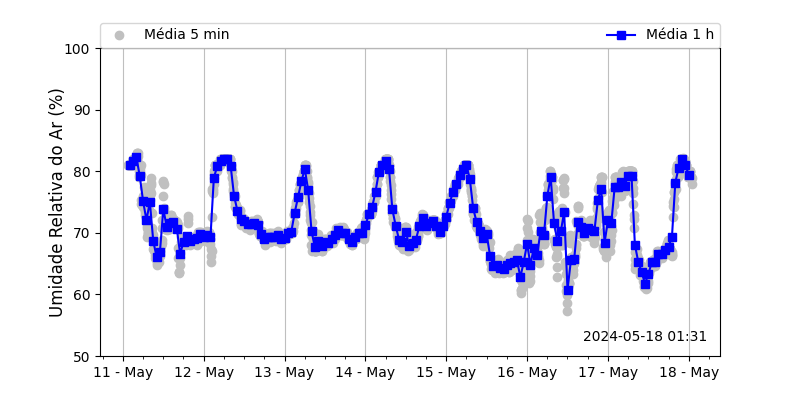 Média 5 min
Média 1 h
100
90
80
70
60
50
Umidade Relativa do Ar (%)
2024-05-18 01:31
11 - May
12 - May
13 - May
14 - May
15 - May
16 - May
17 - May
18 - May